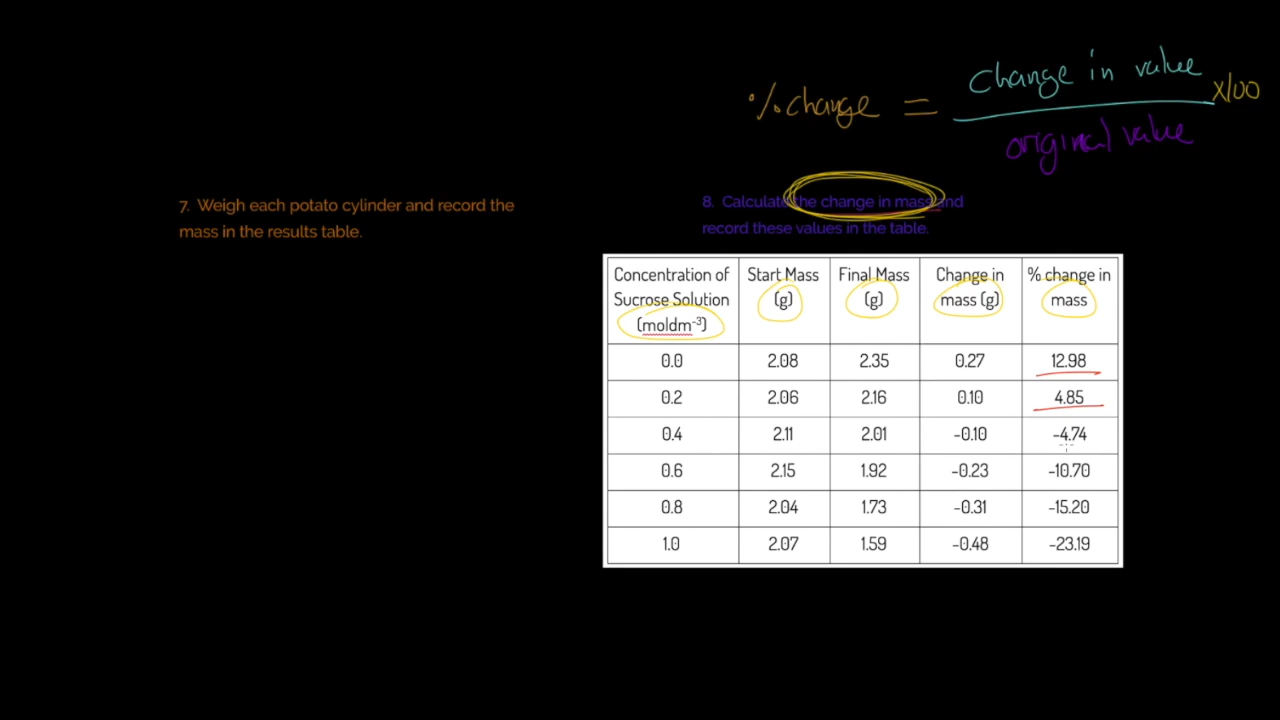 change in value
% change = x100
original value
7. Weigh each potato cylinder and record the
mass in the results table.
8. Calculate the change in mass and
record these values in the table.
Concentration of Sucrose Solution (moldm⁻³) Start Mass (g) Final Mass (g) Change in mass (g) % change in mass
0.0 2.08 2.35 0.27 12.98
0.2 2.06 2.16 0.10 4.85
0.4 2.11 2.01 -0.10 -4.74
0.6 2.15 1.92 -0.23 -10.70
0.8 2.04 1.73 -0.31 -15.20
1.0 2.07 1.59 -0.48 -23.19